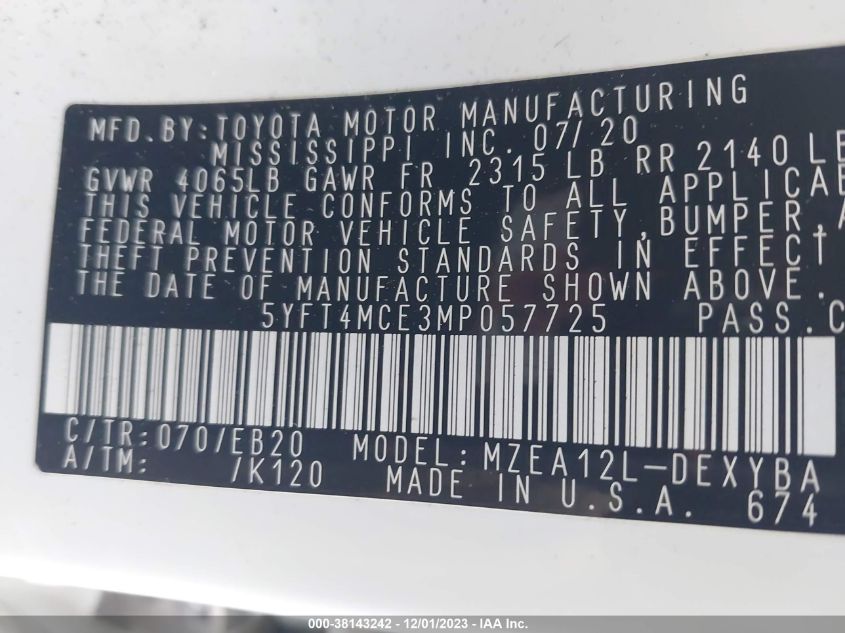 MFD. BY: TOYOTA MOTOR MANUFACTURING
MISSISSIPPI INC. 07/20
GVWR 4065LB GAWR FR 2315 LB RR 2140 LB
THIS VEHICLE CONFORMS TO ALL
FEDERAL MOTOR VEHICLE SAFETY, BUMPER,
THEFT PREVENTION STANDARDS IN EFFECT
THE DATE OF MANUFACTURE SHOWN ABOVE.
5YFT4MCE3MP057725 PASS.
C/TR: 070/EB20 MODEL: MZEA12L-DEXYBA
A/TM: /K120 MADE IN U.S.A. 674
000-38143242 - 12/01/2023 - IAA Inc.